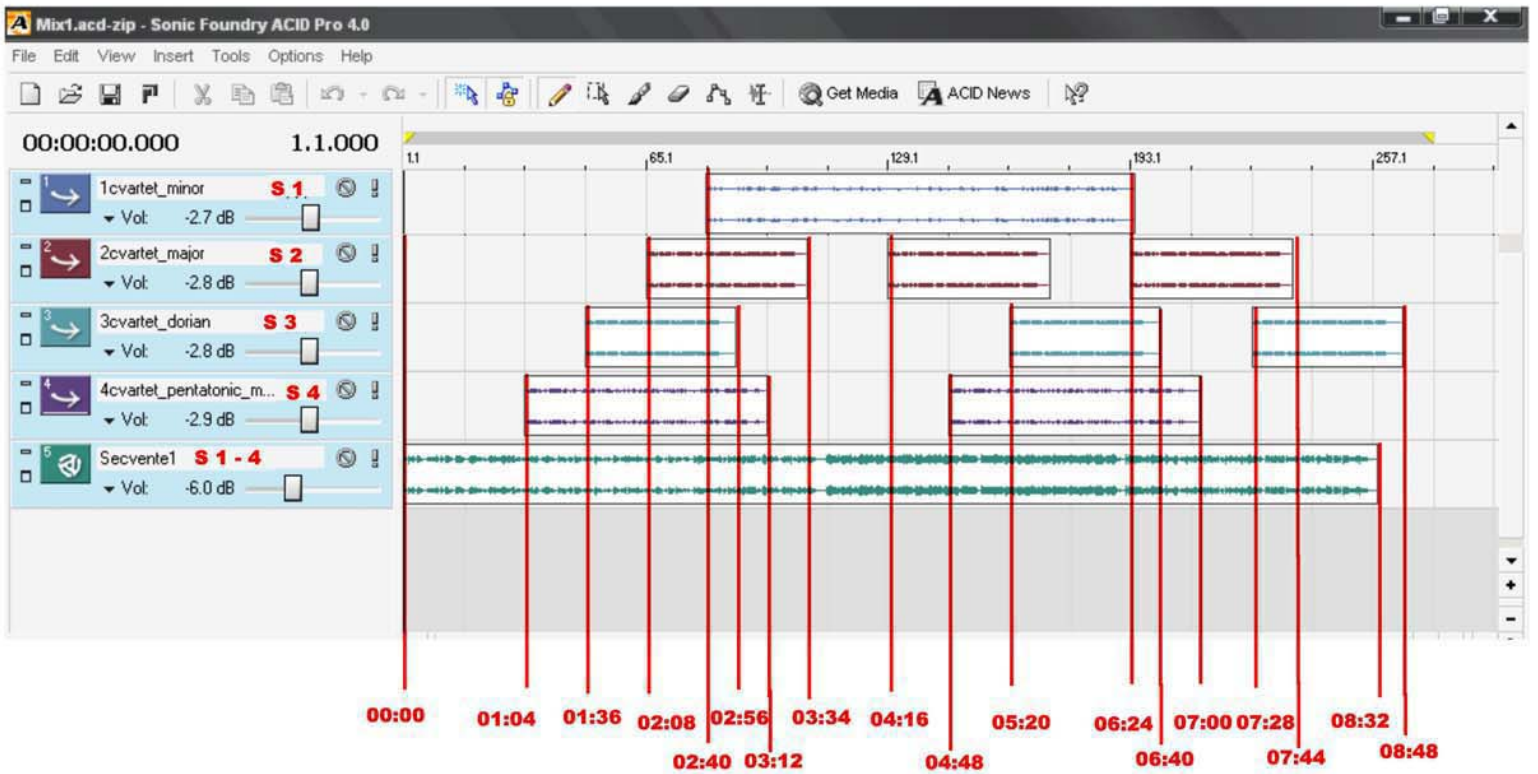 Mix1.acd-zip - Sonic Foundry ACID Pro 4.0
File Edit View Insert Tools Options Help
Get Media ACID News
00:00:00.000 1.1.000
1.1 65.1 129.1 193.1 257.1
1 1cvartet_minor S 1
Vol: -2.7 dB
2 2cvartet_major S 2
Vol: -2.8 dB
3 3cvartet_dorian S 3
Vol: -2.8 dB
4 4cvartet_pentatonic_m... S 4
Vol: -2.9 dB
5 Secvente1 S 1 - 4
Vol: -6.0 dB
00:00 01:04 01:36 02:08 02:56 03:34 04:16 05:20 06:24 07:00 07:28 08:32
02:40 03:12 04:48 06:40 07:44 08:48